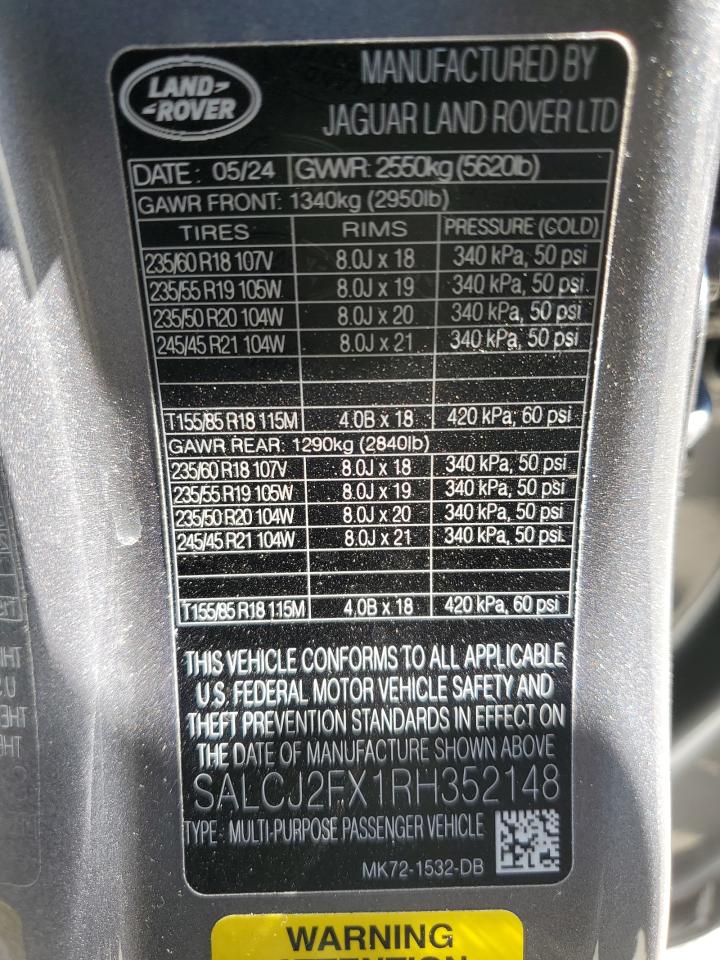 LAND-
-ROVER
MANUFACTURED BY
JAGUAR LAND ROVER LTD
DATE: 05/24 GVWR: 2550kg (5620lb)
GAWR FRONT: 1340kg (2950lb)
TIRES RIMS PRESSURE (COLD)
235/60 R18 107V 8.0J x 18 340 kPa, 50 psi
235/55 R19 105W 8.0J x 19 340 kPa, 50 psi
235/50 R20 104W 8.0J x 20 340 kPa, 50 psi
245/45 R21 104W 8.0J x 21 340 kPa, 50 psi
T155/85 R18 115M 4.0B x 18 420 kPa, 60 psi
GAWR REAR: 1290kg (2840lb)
235/60 R18 107V 8.0J x 18 340 kPa, 50 psi
235/55 R19 105W 8.0J x 19 340 kPa, 50 psi
235/50 R20 104W 8.0J x 20 340 kPa, 50 psi
245/45 R21 104W 8.0J x 21 340 kPa, 50 psi
T155/85 R18 115M 4.0B x 18 420 kPa, 60 psi
THIS VEHICLE CONFORMS TO ALL APPLICABLE
U.S. FEDERAL MOTOR VEHICLE SAFETY AND
THEFT PREVENTION STANDARDS IN EFFECT ON
THE DATE OF MANUFACTURE SHOWN ABOVE
SALCJ2FX1RH352148
TYPE: MULTI-PURPOSE PASSENGER VEHICLE
MK72-1532-DB
WARNING
ATTENTION